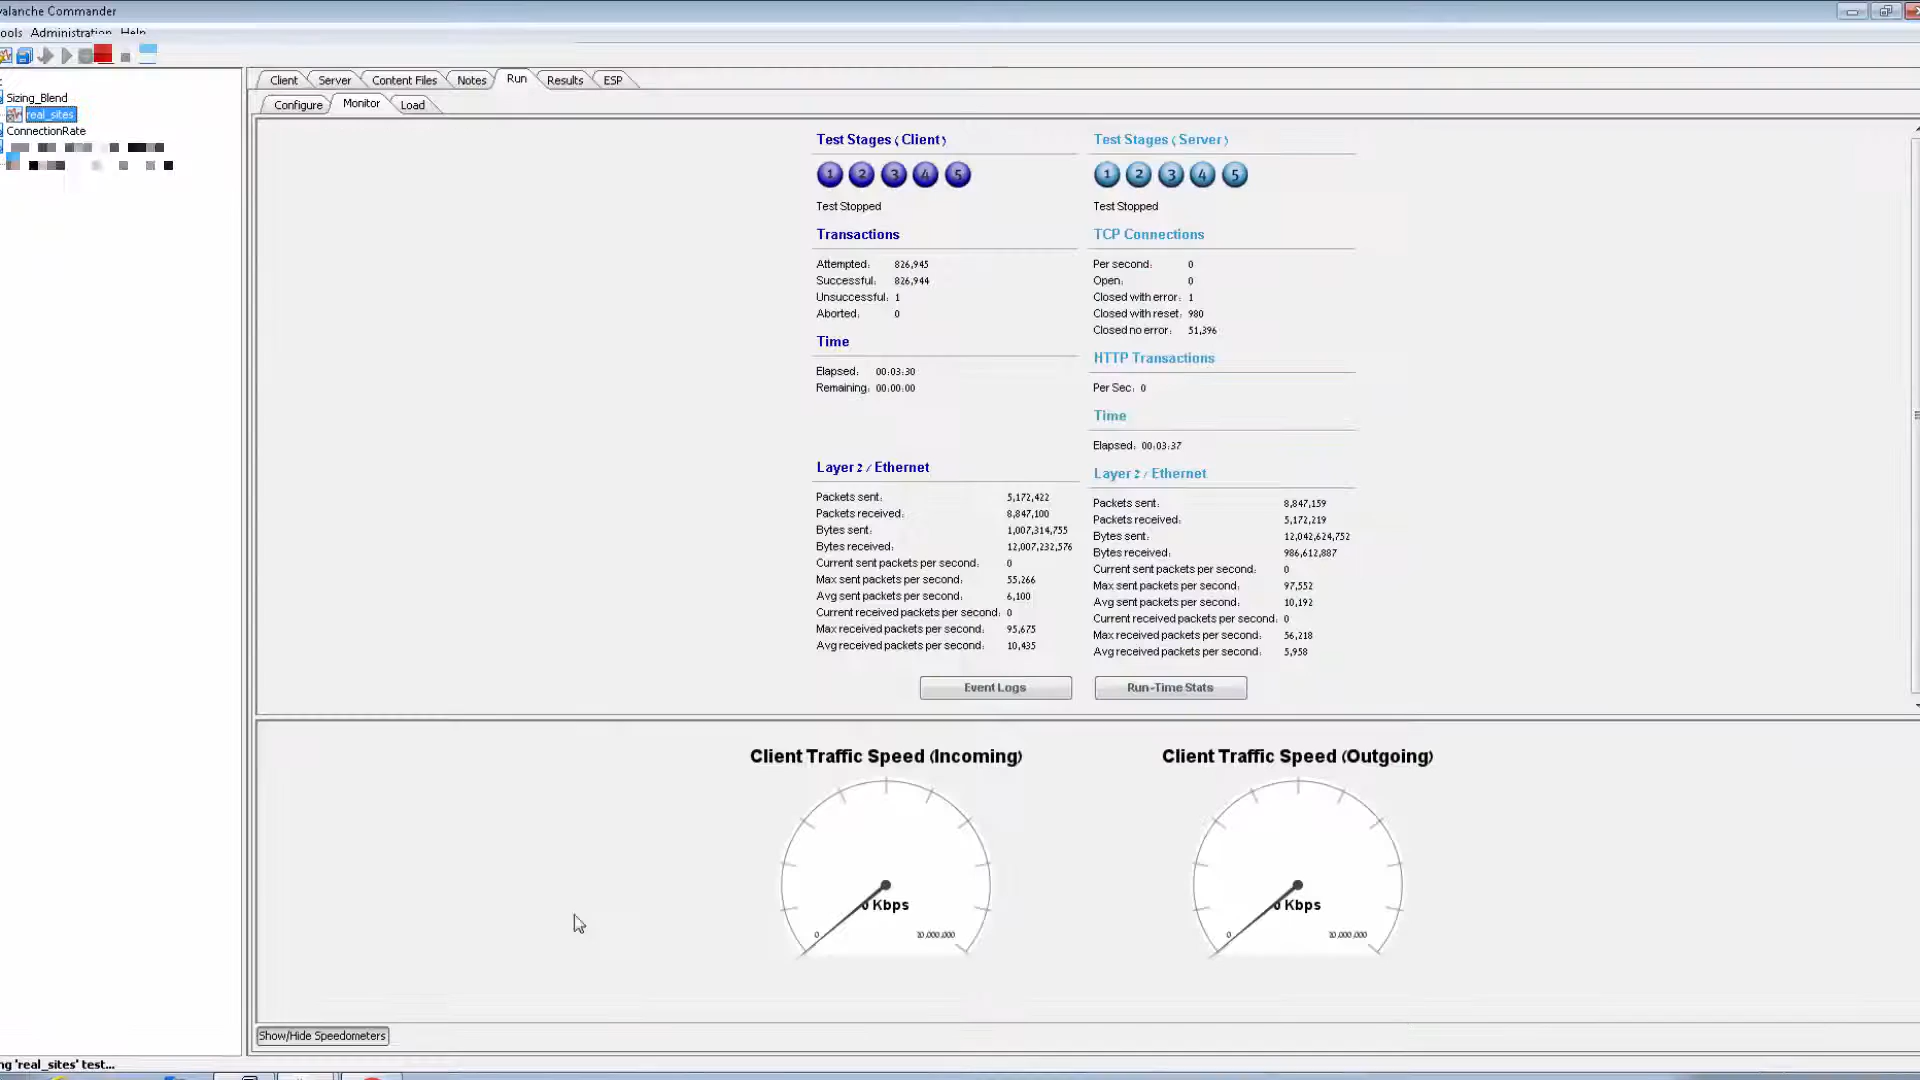 valanche Commander
ools Administration Help
Client Server Content Files Notes Run Results ESP
Configure Monitor Load
Sizing_Blend
real_sites
ConnectionRate
Test Stages (Client)
1 2 3 4 5
Test Stopped
Transactions
Attempted: 826,945
Successful: 826,944
Unsuccessful: 1
Aborted: 0
Time
Elapsed: 00:03:30
Remaining: 00:00:00
Layer 2 / Ethernet
Packets sent: 5,172,422
Packets received: 8,847,100
Bytes sent: 1,007,314,755
Bytes received: 12,007,232,576
Current sent packets per second: 0
Max sent packets per second: 55,266
Avg sent packets per second: 6,100
Current received packets per second: 0
Max received packets per second: 95,675
Avg received packets per second: 10,435
Event Logs
Test Stages (Server)
1 2 3 4 5
Test Stopped
TCP Connections
Per second: 0
Open: 0
Closed with error: 1
Closed with reset: 980
Closed no error: 51,396
HTTP Transactions
Per Sec: 0
Time
Elapsed: 00:03:37
Layer 2 / Ethernet
Packets sent: 8,847,159
Packets received: 5,172,219
Bytes sent: 12,042,624,752
Bytes received: 986,612,887
Current sent packets per second: 0
Max sent packets per second: 97,552
Avg sent packets per second: 10,192
Current received packets per second: 0
Max received packets per second: 56,218
Avg received packets per second: 5,958
Run-Time Stats
Client Traffic Speed (Incoming)
0 Kbps
0 10,000,000
Client Traffic Speed (Outgoing)
0 Kbps
0 10,000,000
Show/Hide Speedometers
ng 'real_sites' test...